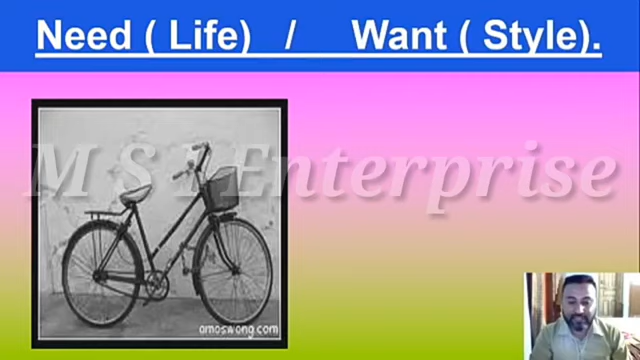 Need ( Life) / Want ( Style).
M S I Enterprise
amoswong.com